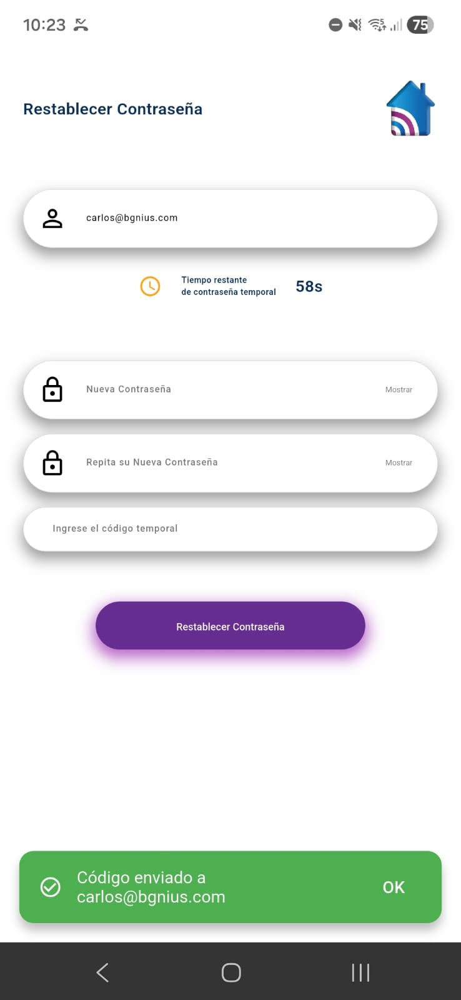 10:23
75
Restablecer Contraseña
carlos@bgnius.com
Tiempo restante
de contraseña temporal
58s
Nueva Contraseña
Mostrar
Repita su Nueva Contraseña
Mostrar
Ingrese el código temporal
Restablecer Contraseña
Código enviado a
carlos@bgnius.com
OK